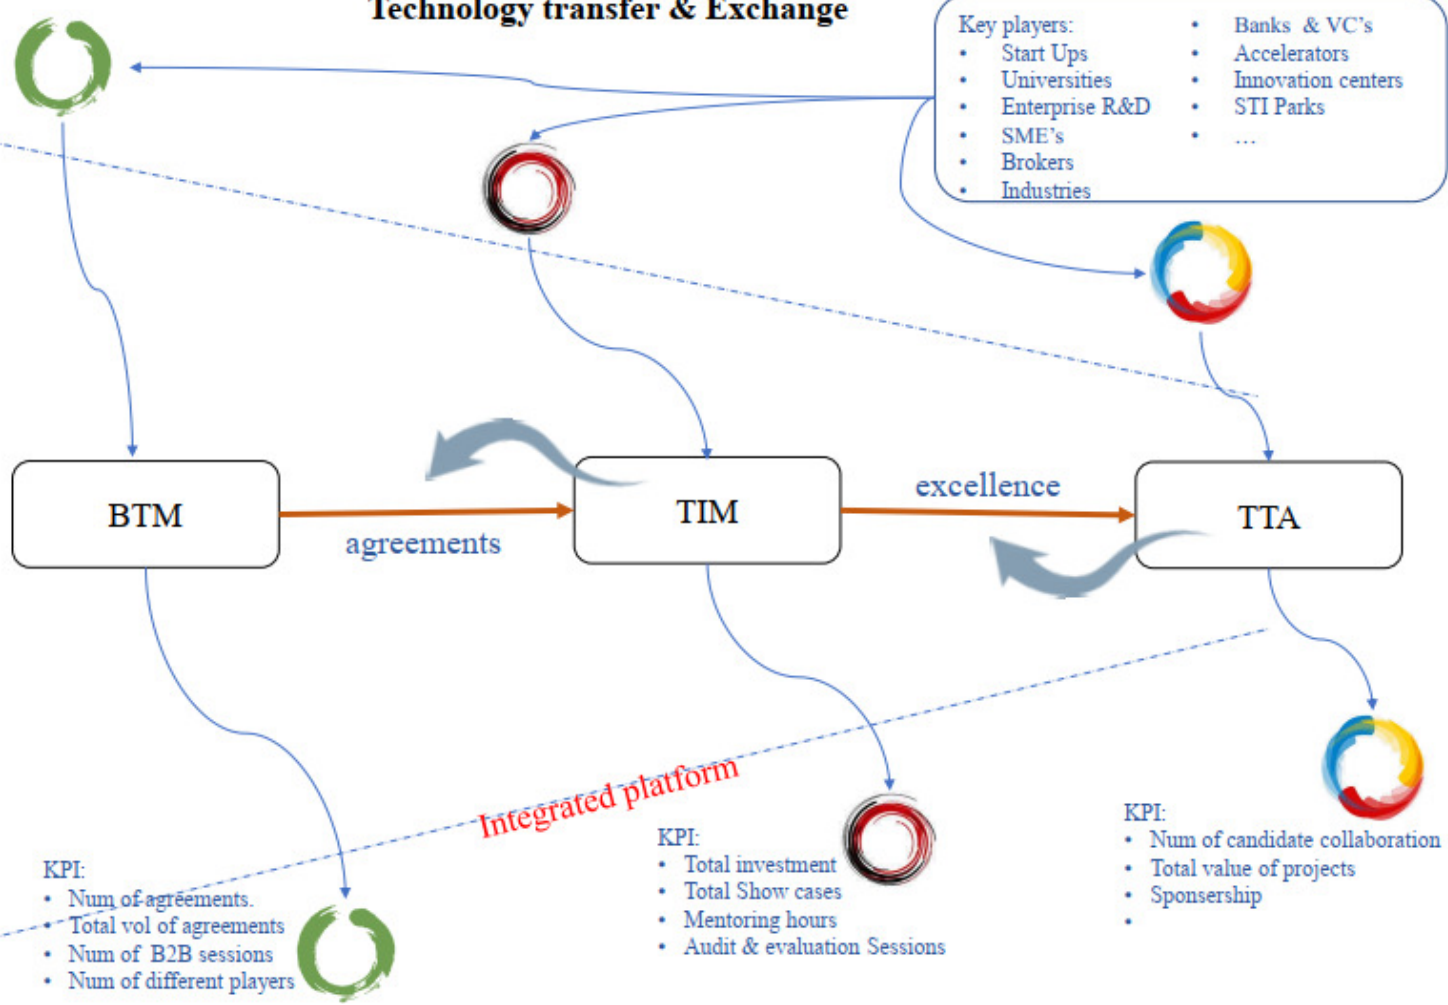 Technology transfer & Exchange
Key players:
• Start Ups
• Universities
• Enterprise R&D
• SME's
• Brokers
• Industries
• Banks & VC's
• Accelerators
• Innovation centers
• STI Parks
• ...
BTM
agreements
TIM
excellence
TTA
Integrated platform
KPI:
• Num of agreements.
• Total vol of agreements
• Num of B2B sessions
• Num of different players
KPI:
• Total investment
• Total Show cases
• Mentoring hours
• Audit & evaluation Sessions
KPI:
• Num of candidate collaboration
• Total value of projects
• Sponsership
•